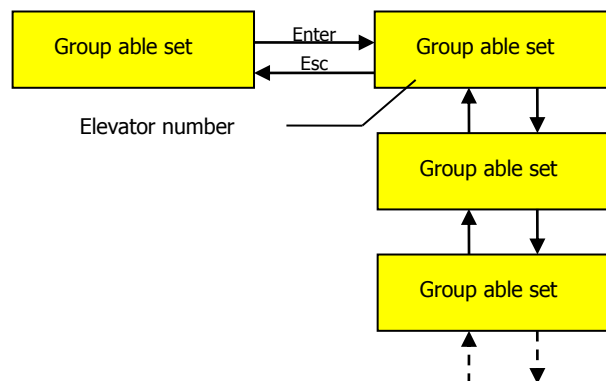 Group able set
Enter
Esc
Group able set
Elevator number
Group able set
Group able set